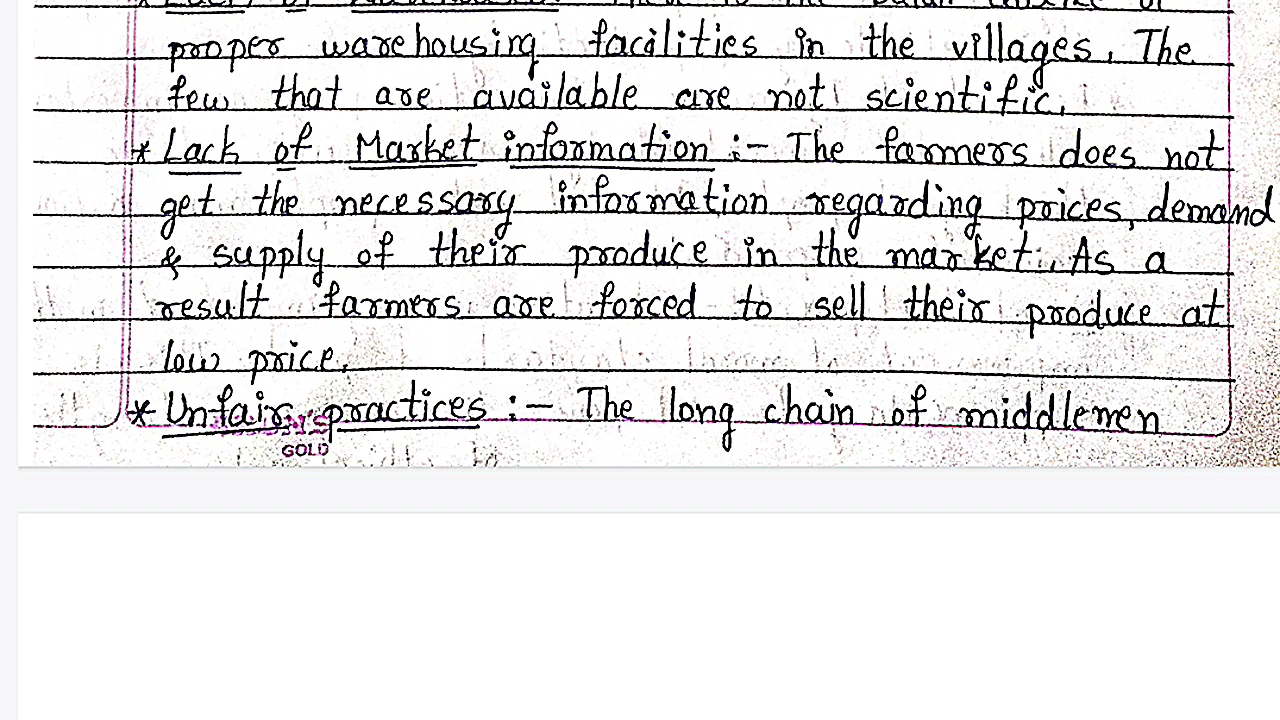 proper warehousing facilities in the villages. The
few that are available are not scientific.
* Lack of Market information :- The farmers does not
get the necessary information regarding prices, demand
& supply of their produce in the market. As a
result farmers are forced to sell their produce at
low price.
* Unfair practices :- The long chain of middlemen
GOLD